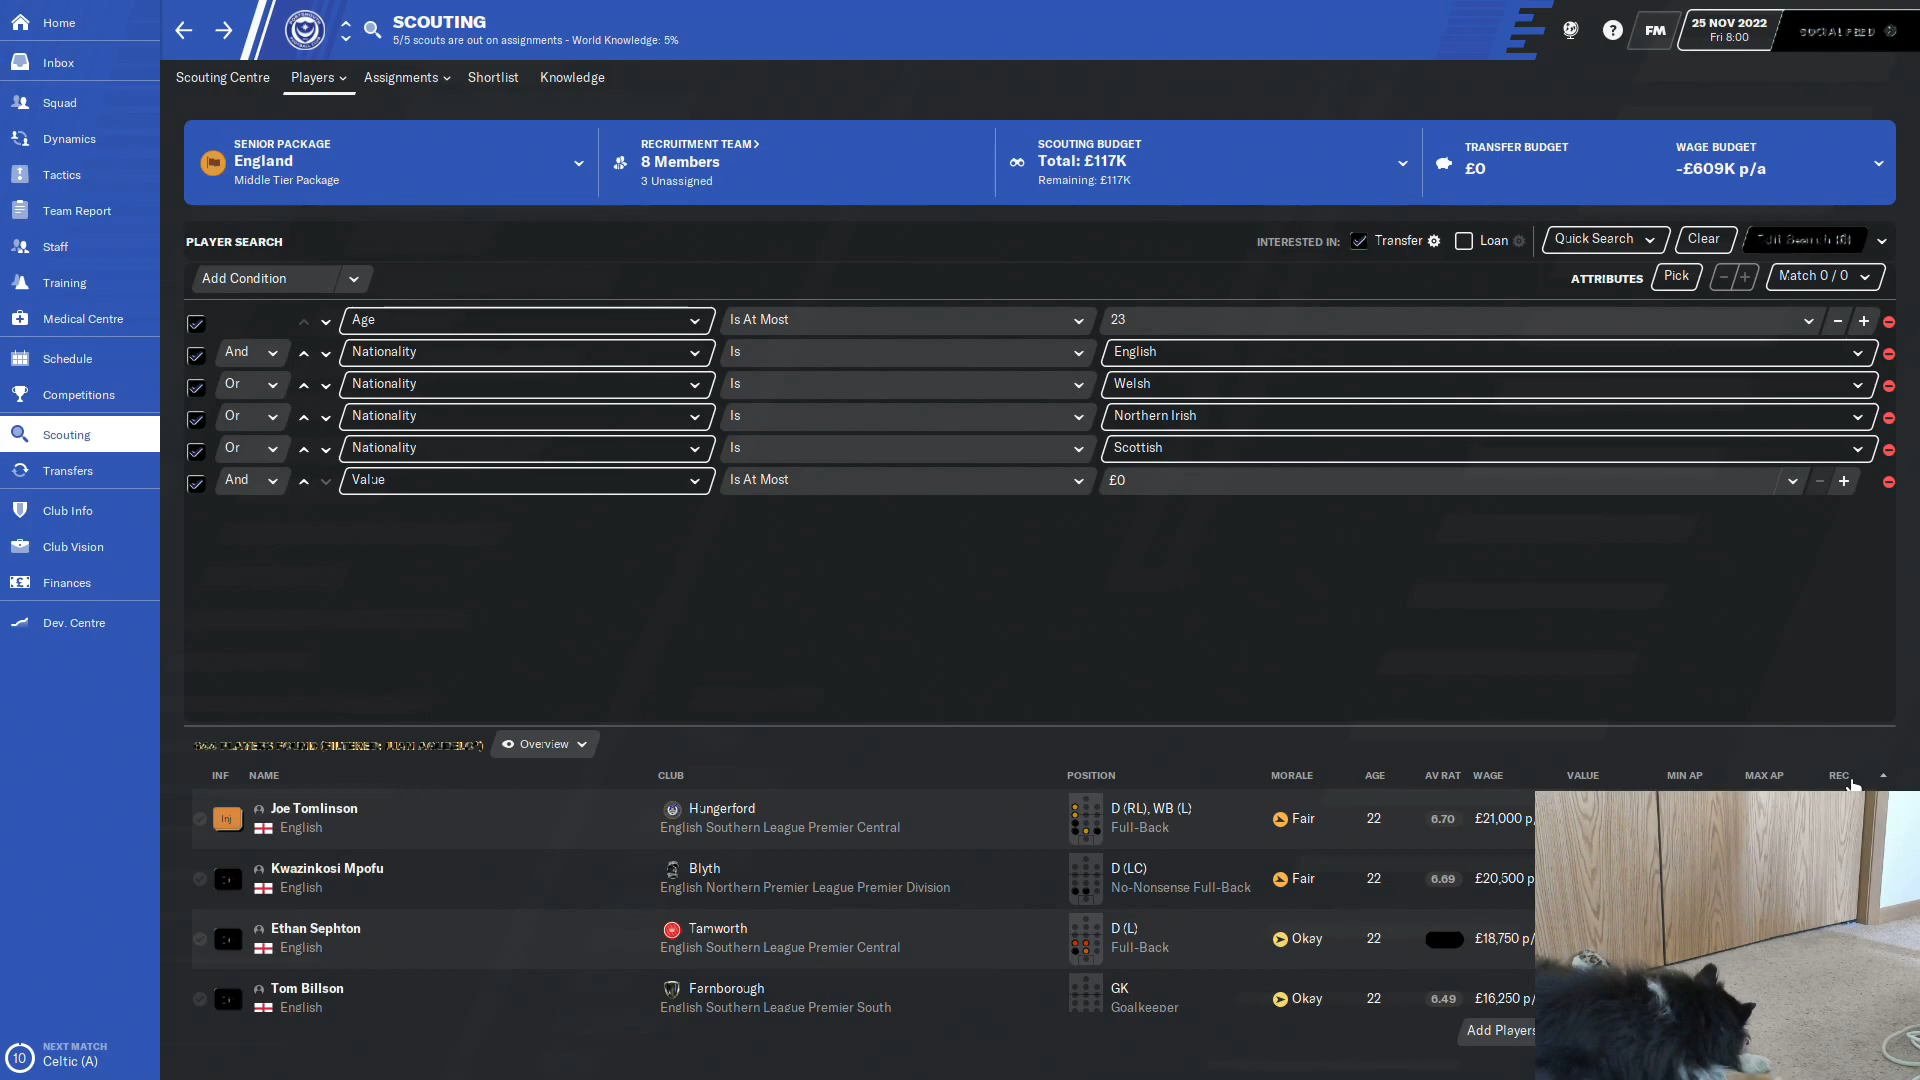 Home
Inbox
Squad
Dynamics
Tactics
Team Report
Staff
Training
Medical Centre
Schedule
Competitions
Scouting
Transfers
Club Info
Club Vision
Finances
Dev. Centre
10
NEXT MATCH
Celtic (A)
SCOUTING
5/5 scouts are out on assignments - World Knowledge: 5%
FM
25 NOV 2022
Fri 8:00
SOCIAL FEED
Scouting Centre Players Assignments Shortlist Knowledge
SENIOR PACKAGE
England
Middle Tier Package
RECRUITMENT TEAM
8 Members
3 Unassigned
SCOUTING BUDGET
Total: £117K
Remaining: £117K
TRANSFER BUDGET
£0
WAGE BUDGET
-£609K p/a
PLAYER SEARCH
INTERESTED IN: Transfer Loan Quick Search Clear Edit Search
Add Condition
ATTRIBUTES Pick - + Match 0 / 0
Age Is At Most 23 - +
And Nationality Is English
Or Nationality Is Welsh
Or Nationality Is Northern Irish
Or Nationality Is Scottish
And Value Is At Most £0 - +
PLAYERS FOUND
Overview
INF NAME CLUB POSITION MORALE AGE AV RAT WAGE VALUE MIN AP MAX AP REC
Inj Joe Tomlinson Hungerford D (RL), WB (L) Fair 22 6.70 £21,000 p/
English English Southern League Premier Central Full-Back
Kwazinkosi Mpofu Blyth D (LC) Fair 22 6.69 £20,500 p
English English Northern Premier League Premier Division No-Nonsense Full-Back
Ethan Sephton Tamworth D (L) Okay 22 £18,750 p/
English English Southern League Premier Central Full-Back
Tom Billson Farnborough GK Okay 22 6.49 £16,250 p/
English English Southern League Premier South Goalkeeper
Add Players